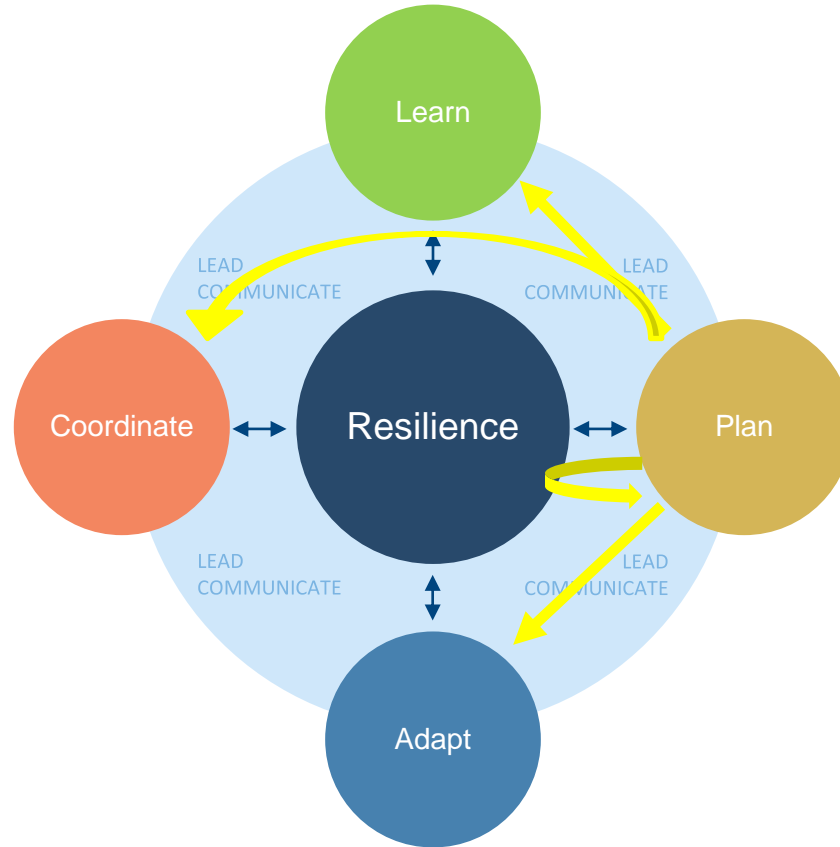 Learn
LEAD
COMMUNICATE
LEAD
COMMUNICATE
Coordinate
Resilience
Plan
LEAD
COMMUNICATE
LEAD
COMMUNICATE
Adapt